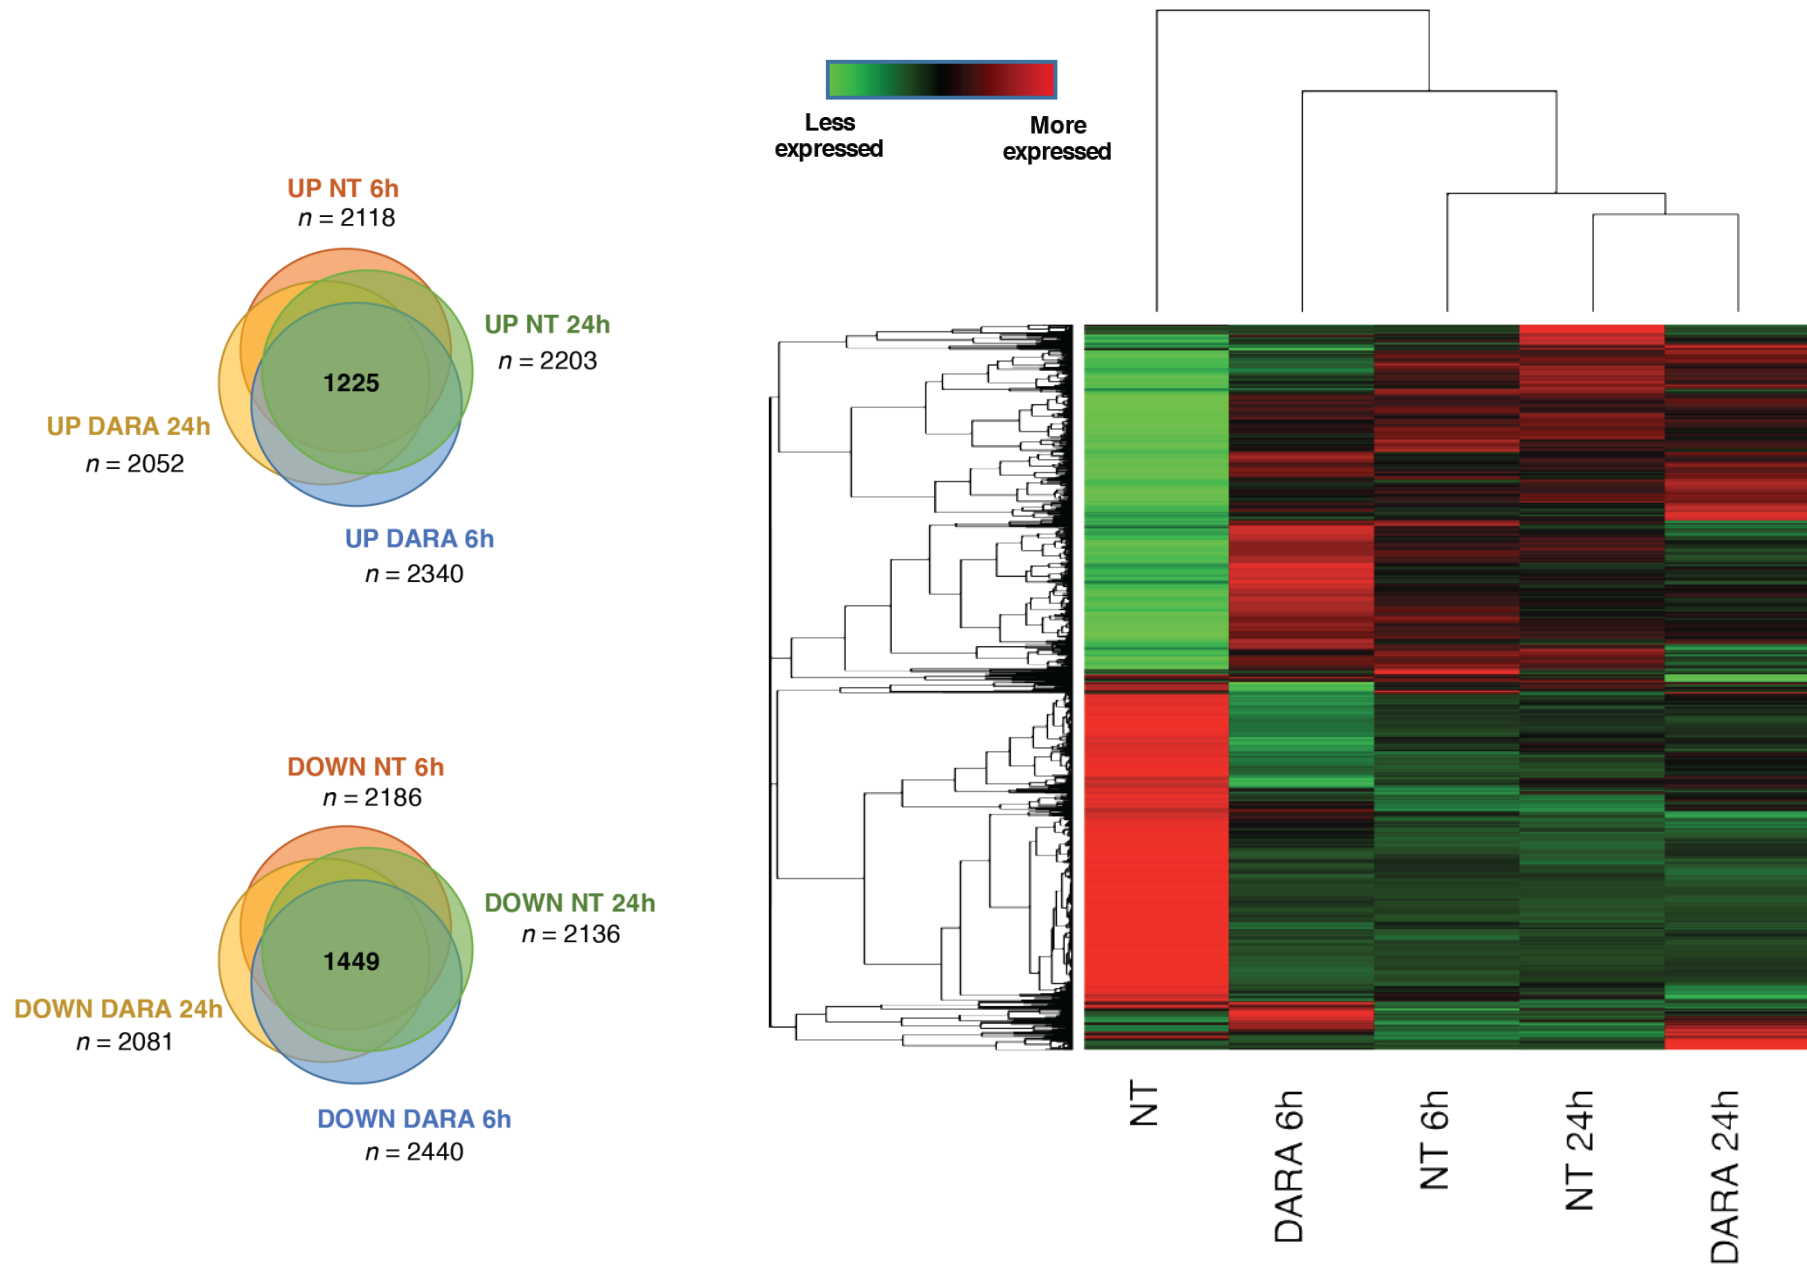 UP NT 6h
n = 2118
UP NT 24h
n = 2203
1225
UP DARA 24h
n = 2052
UP DARA 6h
n = 2340
DOWN NT 6h
n = 2186
DOWN NT 24h
n = 2136
1449
DOWN DARA 24h
n = 2081
DOWN DARA 6h
n = 2440
Less
expressed
More
expressed
NT
DARA 6h
NT 6h
NT 24h
DARA 24h